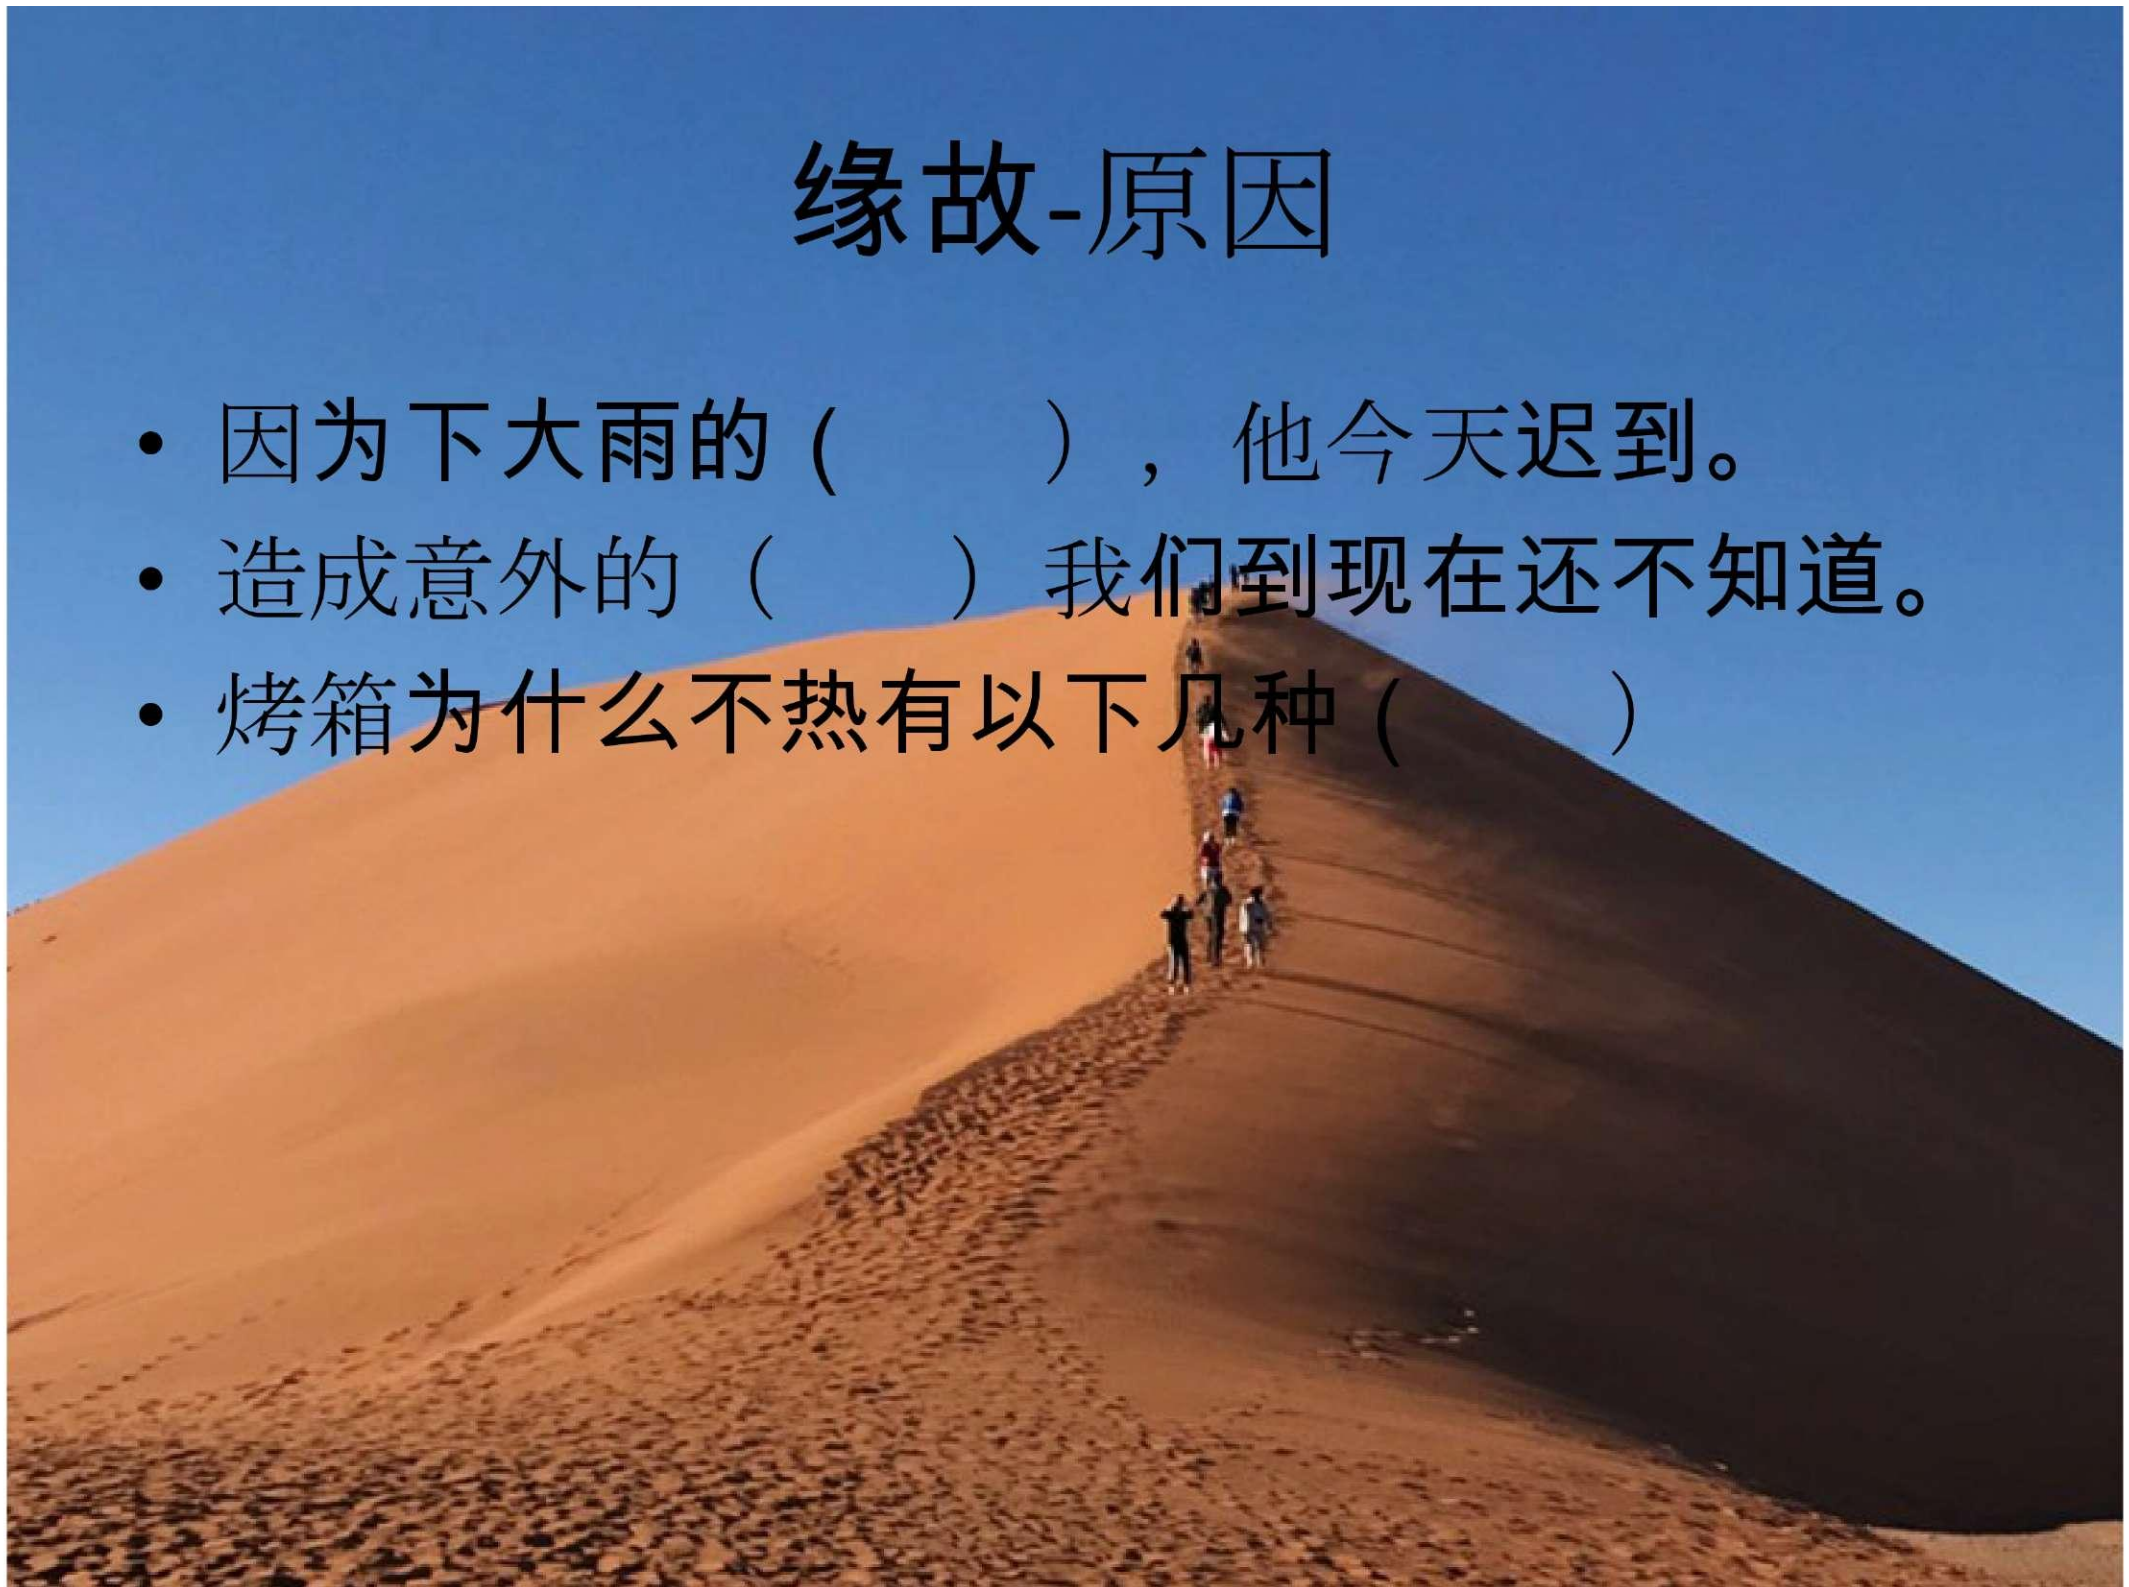 缘故-原因
• 因为下大雨的（　　），他今天迟到。
• 造成意外的（　　）我们到现在还不知道。
• 烤箱为什么不热有以下几种（　　）